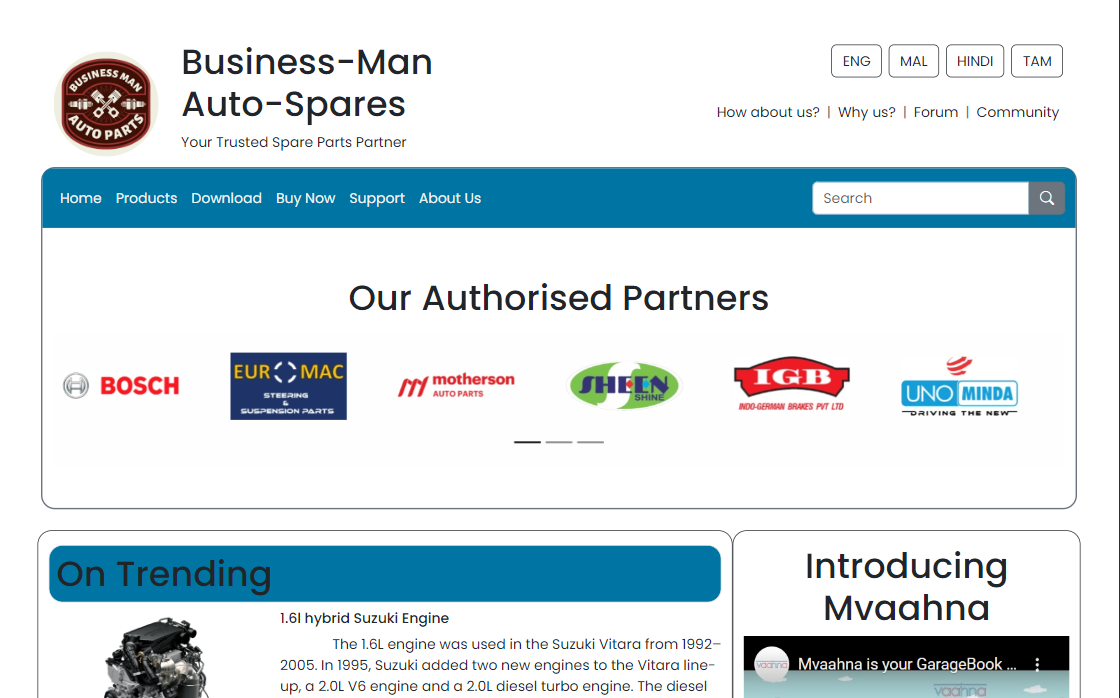 BUSINESS MAN
AUTO PARTS
Business-Man
Auto-Spares
Your Trusted Spare Parts Partner
ENG MAL HINDI TAM
How about us? | Why us? | Forum | Community
Home Products Download Buy Now Support About Us
Search
Our Authorised Partners
BOSCH
EUR MAC
STEERING
&
SUSPENSION PARTS
motherson
AUTO PARTS
SHEEN
SHINE
IGB
INDO-GERMAN BRAKES PVT LTD
UNO MINDA
DRIVING THE NEW
On Trending
1.6l hybrid Suzuki Engine
The 1.6L engine was used in the Suzuki Vitara from 1992–
2005. In 1995, Suzuki added two new engines to the Vitara line-
up, a 2.0L V6 engine and a 2.0L diesel turbo engine. The diesel
Introducing
Mvaahna
vaahna
Mvaahna is your GarageBook ...
vaahna